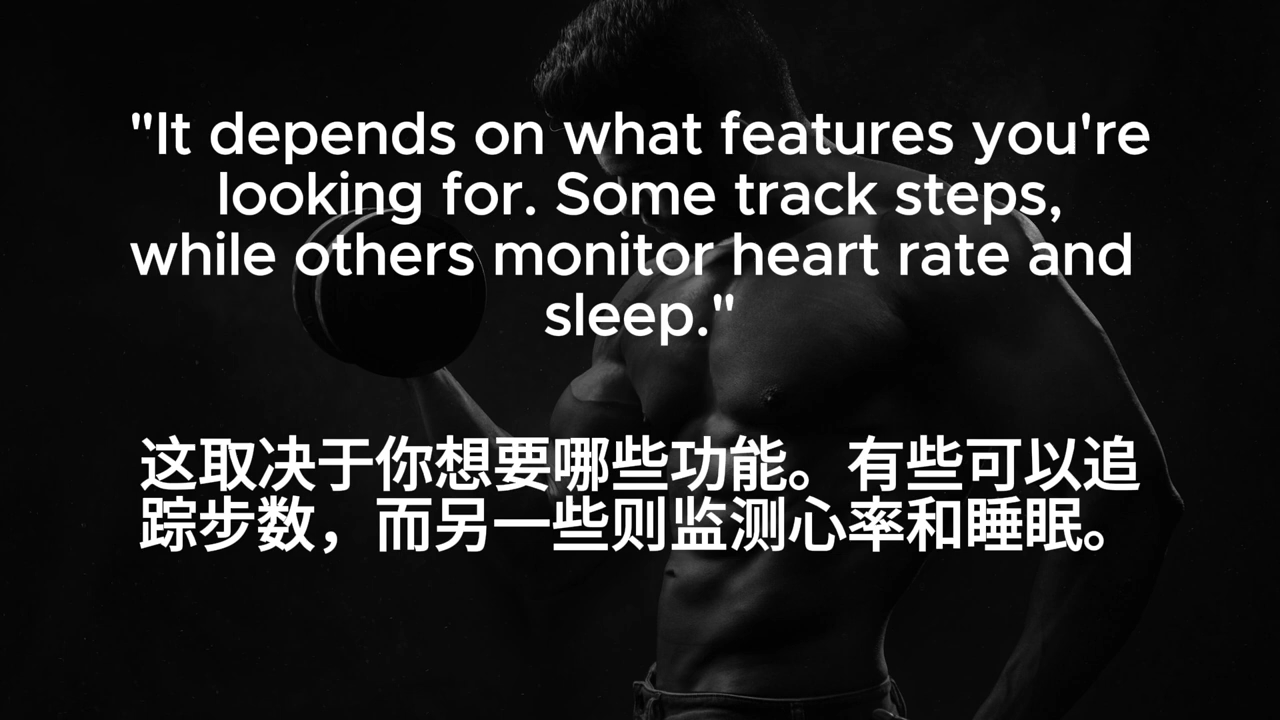 "It depends on what features you're
looking for. Some track steps,
while others monitor heart rate and
sleep."
这取决于你想要哪些功能。有些可以追
踪步数，而另一些则监测心率和睡眠。